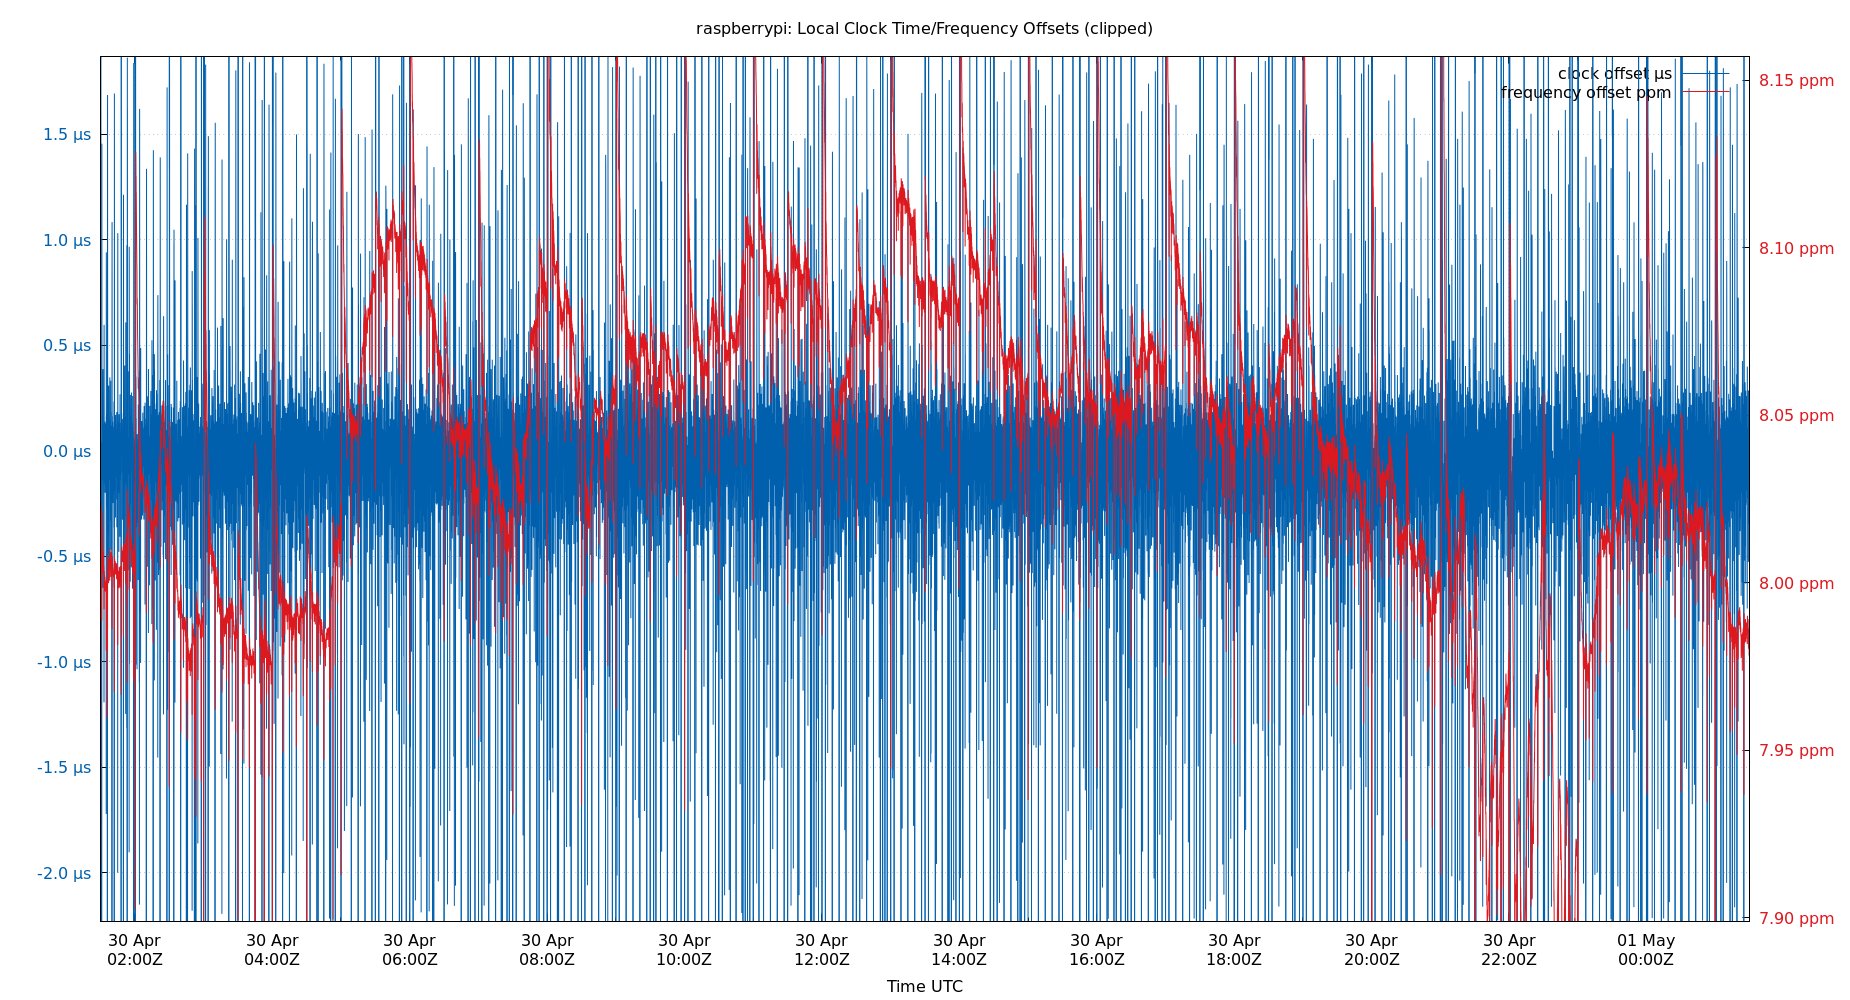 raspberrypi: Local Clock Time/Frequency Offsets (clipped)
clock offset µs
frequency offset ppm
1.5 µs
1.0 µs
0.5 µs
0.0 µs
-0.5 µs
-1.0 µs
-1.5 µs
-2.0 µs
8.15 ppm
8.10 ppm
8.05 ppm
8.00 ppm
7.95 ppm
7.90 ppm
30 Apr
02:00Z
30 Apr
04:00Z
30 Apr
06:00Z
30 Apr
08:00Z
30 Apr
10:00Z
30 Apr
12:00Z
30 Apr
14:00Z
30 Apr
16:00Z
30 Apr
18:00Z
30 Apr
20:00Z
30 Apr
22:00Z
01 May
00:00Z
Time UTC